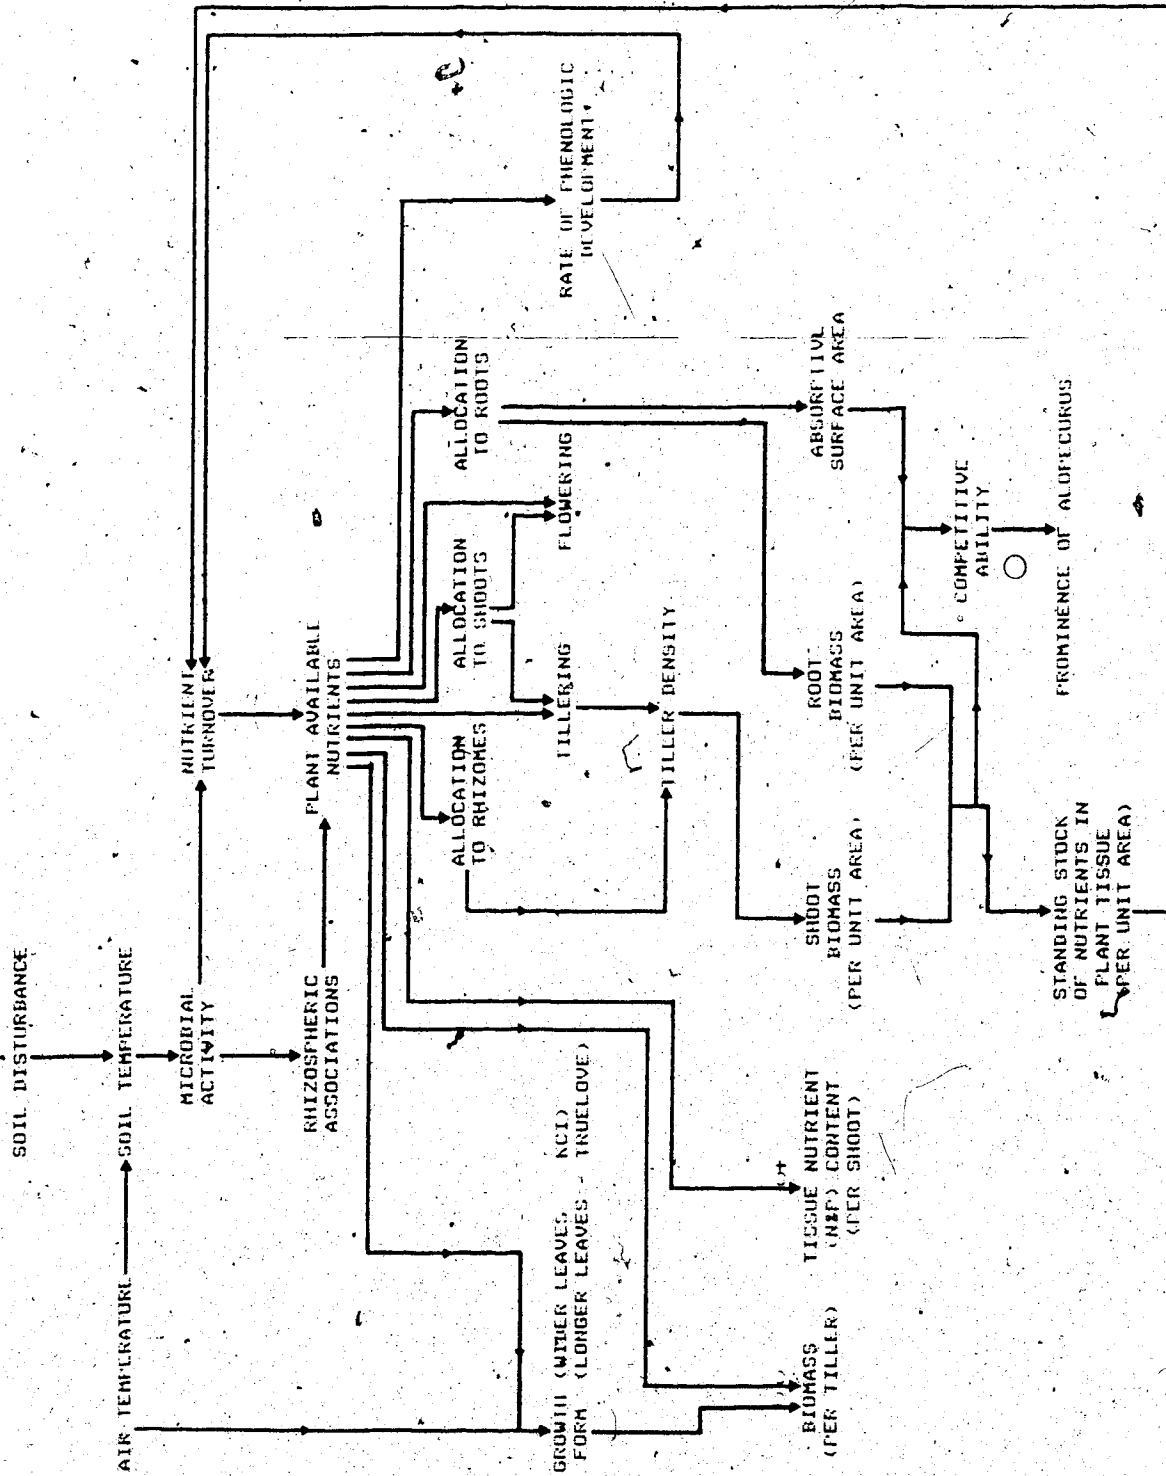 SOIL DISTURBANCE
AIR TEMPERATURE
SOIL TEMPERATURE
MICROBIAL
ACTIVITY
NUTRIENT
TURNOVER
RHIZOSPHERIC
ASSOCIATIONS
PLANT AVAILABLE
NUTRIENTS
ALLOCATION
TO RHIZOMES
ALLOCATION
TO SHOOTS
ALLOCATION
TO ROOTS
GROWTH (WIDER LEAVES - KCI)
FORM (LONGER LEAVES - TRUELOVE)
TILLERING
FLOWERING
RATE OF PHENOLOGIC
DEVELOPMENT
TILLER DENSITY
BIOMASS
(PER TILLER)
TISSUE NUTRIENT
(N&P) CONTENT
(PER SHOOT)
SHOOT
BIOMASS
(PER UNIT AREA)
ROOT
BIOMASS
(PER UNIT AREA)
ABSORPTIVE
SURFACE AREA
COMPETITIVE
ABILITY
STANDING STOCK
OF NUTRIENTS IN
PLANT TISSUE
(PER UNIT AREA)
PROMINENCE OF ALOPECURUS